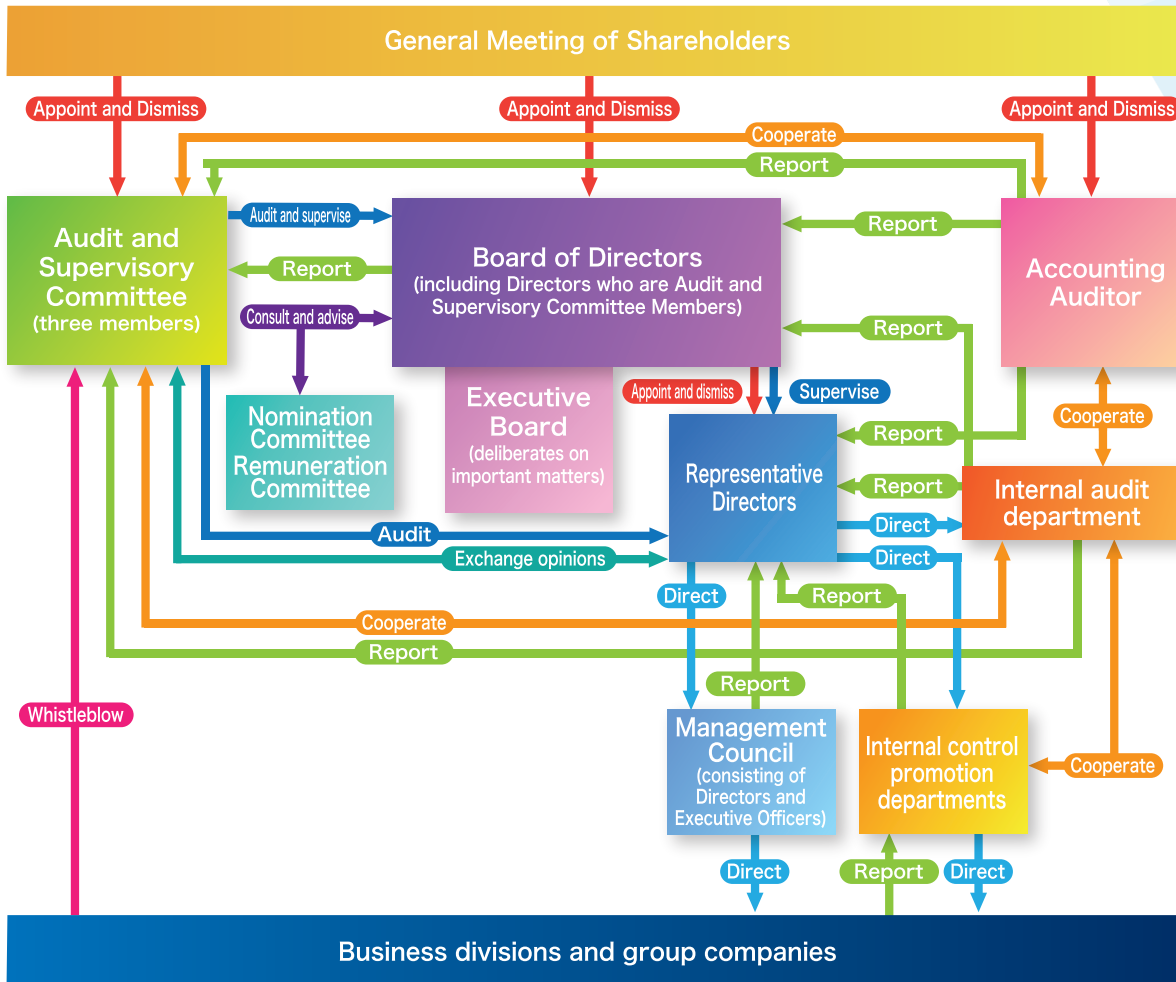 General Meeting of Shareholders
Appoint and Dismiss
Appoint and Dismiss
Appoint and Dismiss
Cooperate
Report
Audit and
Supervisory
Committee
(three members)
Audit and supervise
Report
Consult and advise
Board of Directors
(including Directors who are Audit and
Supervisory Committee Members)
Report
Accounting
Auditor
Report
Nomination
Committee
Remuneration
Committee
Executive
Board
(deliberates on
important matters)
Appoint and dismiss
Supervise
Representative
Directors
Report
Report
Cooperate
Internal audit
department
Audit
Direct
Exchange opinions
Direct
Direct
Report
Cooperate
Report
Report
Whistleblow
Management
Council
(consisting of
Directors and
Executive Officers)
Internal control
promotion
departments
Cooperate
Direct
Report
Direct
Business divisions and group companies